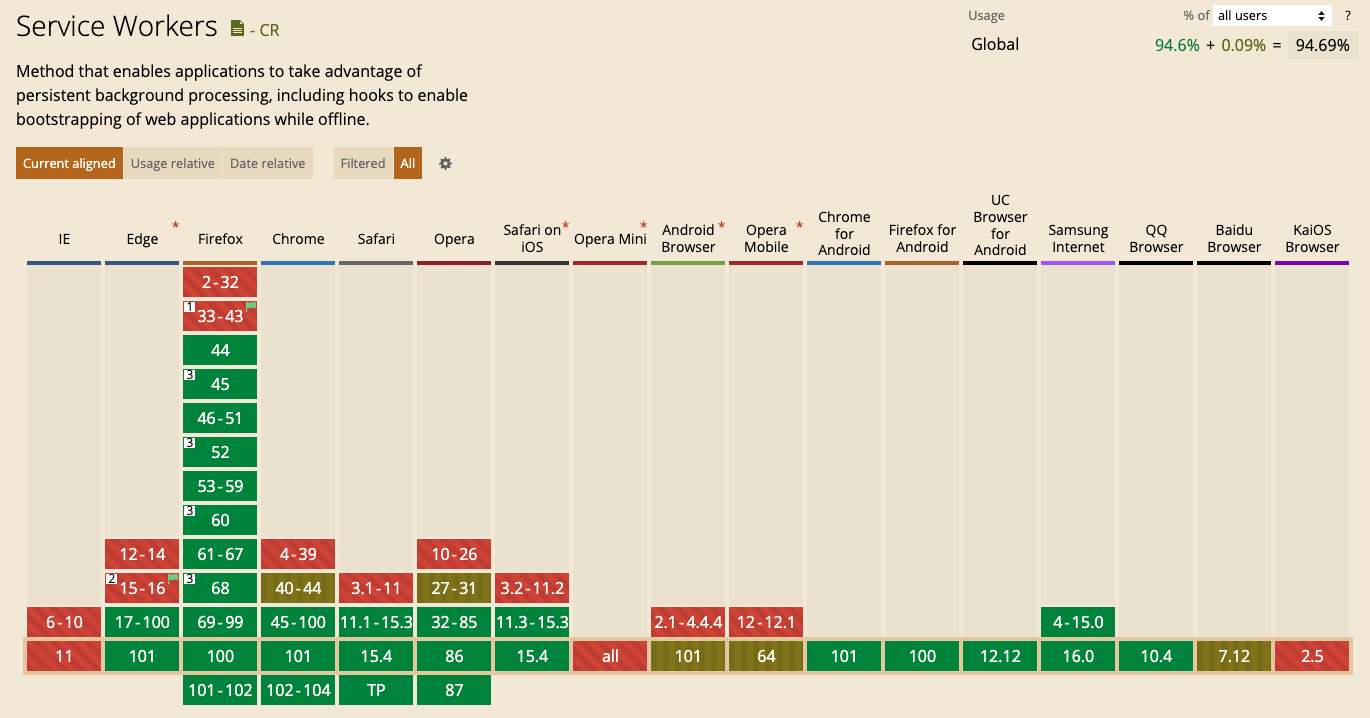 Service Workers - CR
Usage % of all users ?
Global 94.6% + 0.09% = 94.69%
Method that enables applications to take advantage of
persistent background processing, including hooks to enable
bootstrapping of web applications while offline.
Current aligned Usage relative Date relative Filtered All
IE
Edge *
Firefox
Chrome
Safari
Opera
Safari on *
iOS
Opera Mini *
Android *
Browser
Opera *
Mobile
Chrome
for
Android
Firefox for
Android
UC
Browser
for
Android
Samsung
Internet
QQ
Browser
Baidu
Browser
KaiOS
Browser
2-32
1 33-43
44
3 45
46-51
3 52
53-59
3 60
12-14 61-67 4-39 10-26
2 15-16 3 68 40-44 3.1-11 27-31 3.2-11.2
6-10 17-100 69-99 45-100 11.1-15.3 32-85 11.3-15.3 2.1-4.4.4 12-12.1 4-15.0
11 101 100 101 15.4 86 15.4 all 101 64 101 100 12.12 16.0 10.4 7.12 2.5
101-102 102-104 TP 87